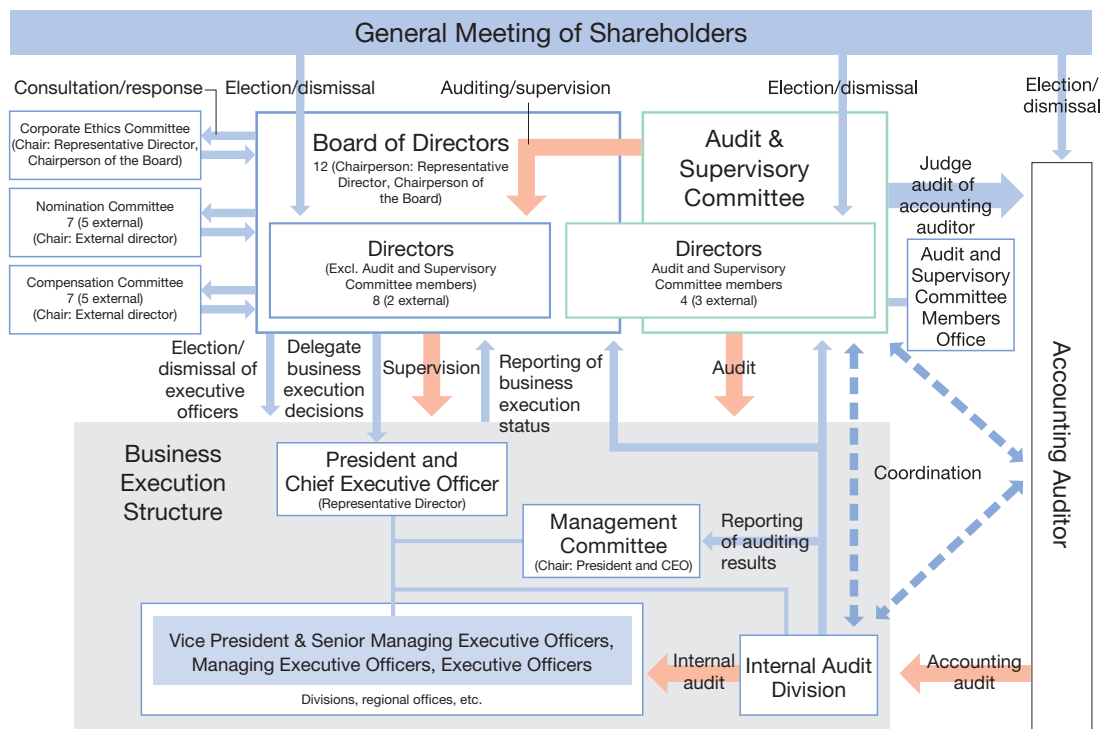 General Meeting of Shareholders
Consultation/response
Election/dismissal
Auditing/supervision
Election/dismissal
Election/
dismissal
Corporate Ethics Committee
(Chair: Representative Director,
Chairperson of the Board)
Nomination Committee
7 (5 external)
(Chair: External director)
Compensation Committee
7 (5 external)
(Chair: External director)
Board of Directors
12 (Chairperson: Representative
Director, Chairperson of
the Board)
Directors
(Excl. Audit and Supervisory
Committee members)
8 (2 external)
Audit &
Supervisory
Committee
Directors
Audit and Supervisory
Committee members
4 (3 external)
Judge
audit of
accounting
auditor
Audit and
Supervisory
Committee
Members
Office
Accounting Auditor
Election/
dismissal of
executive
officers
Delegate
business
execution
decisions
Supervision
Reporting of
business
execution
status
Audit
Coordination
Business
Execution
Structure
President and
Chief Executive Officer
(Representative Director)
Management
Committee
(Chair: President and CEO)
Reporting
of auditing
results
Vice President & Senior Managing Executive Officers,
Managing Executive Officers, Executive Officers
Divisions, regional offices, etc.
Internal
audit
Internal Audit
Division
Accounting
audit